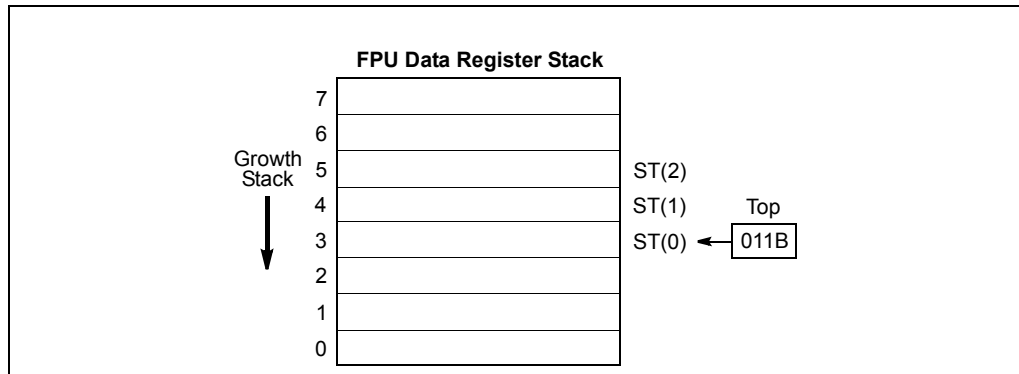 FPU Data Register Stack
7
6
Growth
Stack
5 ST(2)
4 ST(1) Top
3 ST(0) 011B
2
1
0